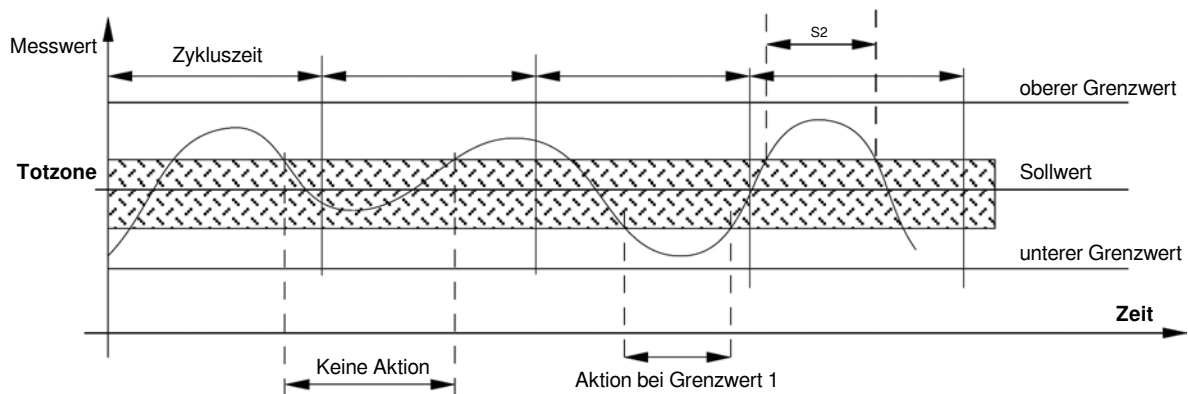 S2
Messwert
Zykluszeit
oberer Grenzwert
Totzone
Sollwert
unterer Grenzwert
Zeit
Keine Aktion
Aktion bei Grenzwert 1